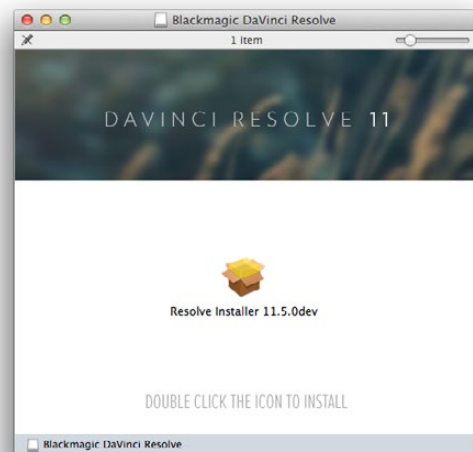 Blackmagic DaVinci Resolve
1 item
DAVINCI RESOLVE 11
Resolve Installer 11.5.0dev
DOUBLE CLICK THE ICON TO INSTALL
Blackmagic DaVinci Resolve